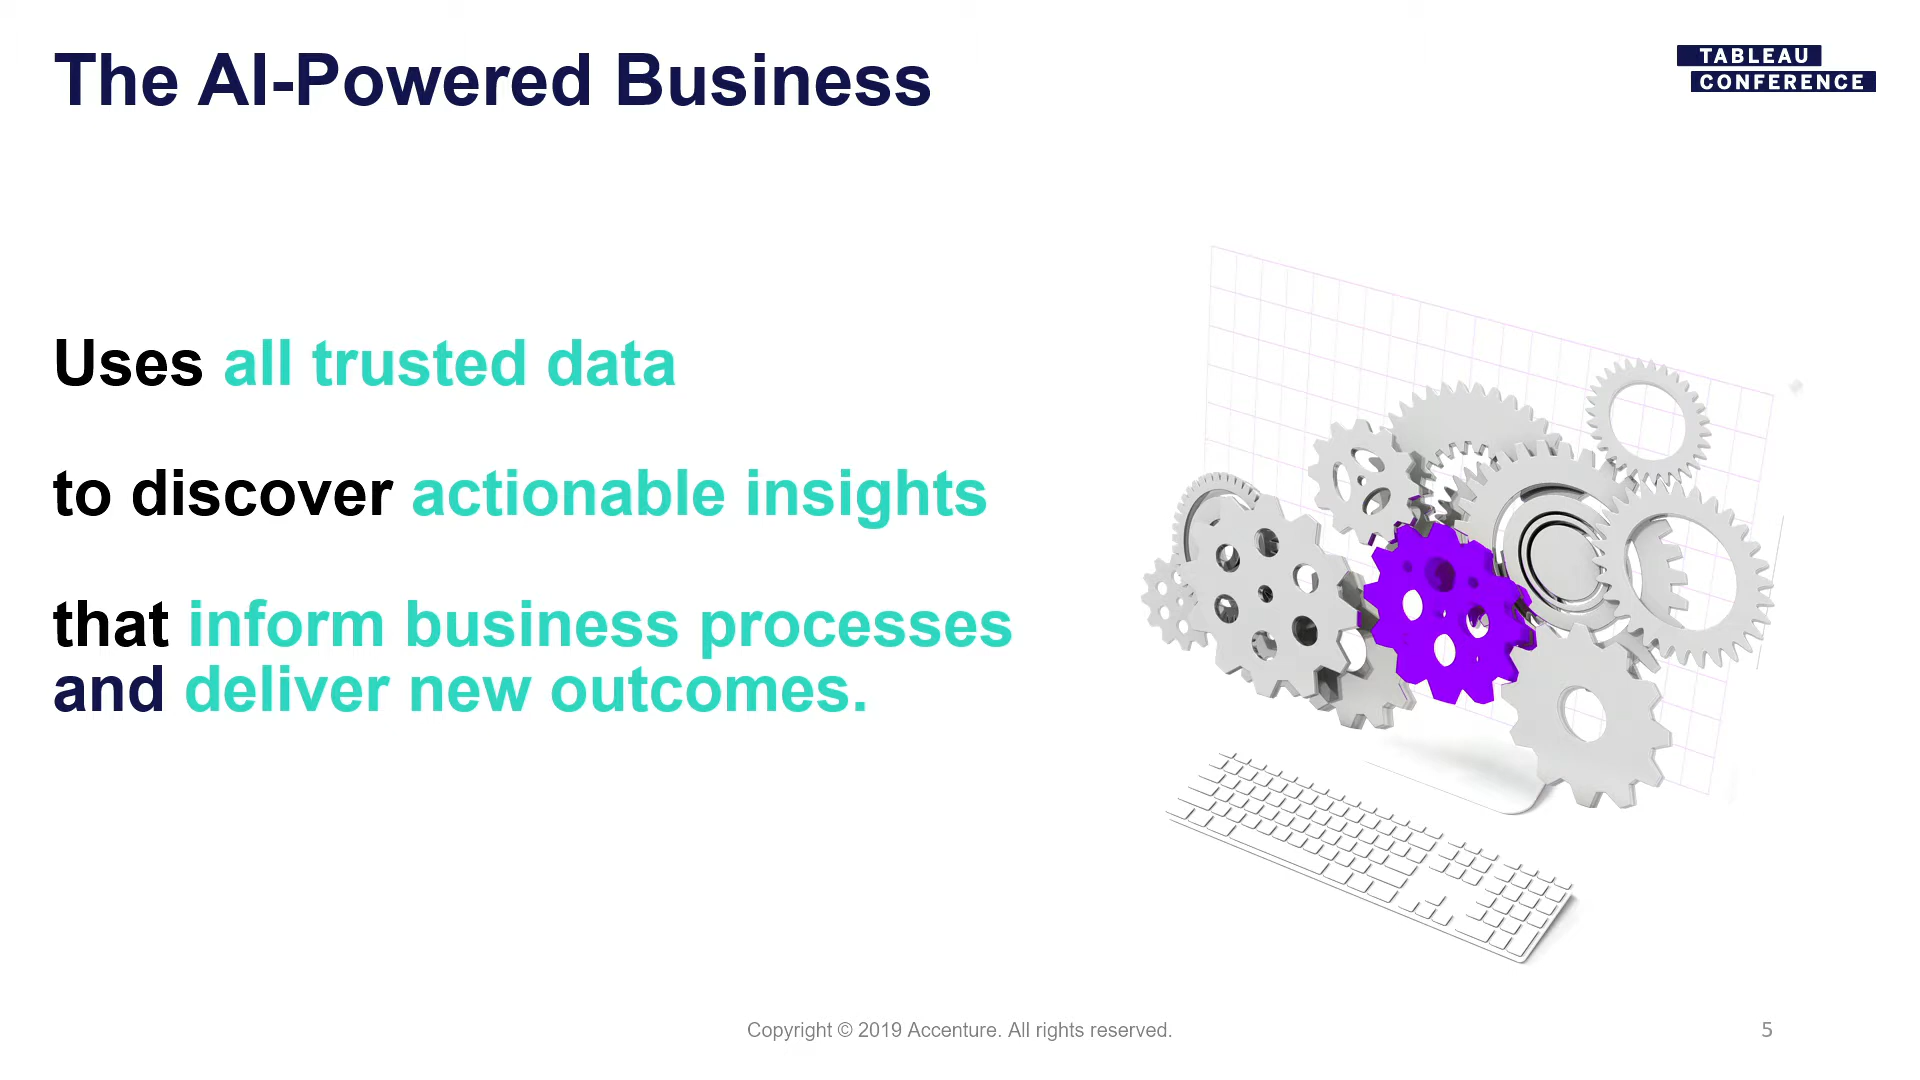 The AI-Powered Business
TABLEAU
CONFERENCE
Uses all trusted data
to discover actionable insights
that inform business processes
and deliver new outcomes.
Copyright © 2019 Accenture. All rights reserved.
5